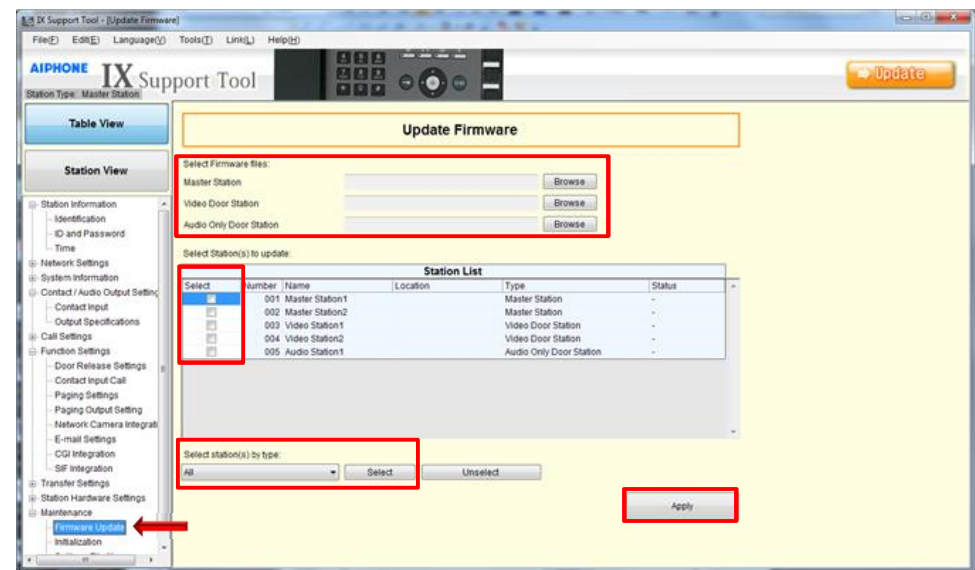 IX Support Tool - [Update Firmware]
File(F) Edit(E) Language(V) Tools(T) Link(L) Help(H)
AIPHONE IX Support Tool
Station Type: Master Station
Update
Table View
Station View
Station Information
Identification
ID and Password
Time
Network Settings
System Information
Contact / Audio Output Setting
Contact Input
Output Specifications
Call Settings
Function Settings
Door Release Settings
Contact Input Call
Paging Settings
Paging Output Setting
Network Camera Integrati
E-mail Settings
CGI Integration
SIF Integration
Transfer Settings
Station Hardware Settings
Maintenance
Firmware Update
Initialization
Update Firmware
Select Firmware files:
Master Station Browse
Video Door Station Browse
Audio Only Door Station Browse
Select Station(s) to update:
Station List
Select Number Name Location Type Status
001 Master Station1 Master Station -
002 Master Station2 Master Station -
003 Video Station1 Video Door Station -
004 Video Station2 Video Door Station -
005 Audio Station1 Audio Only Door Station -
Select station(s) by type:
All Select Unselect
Apply